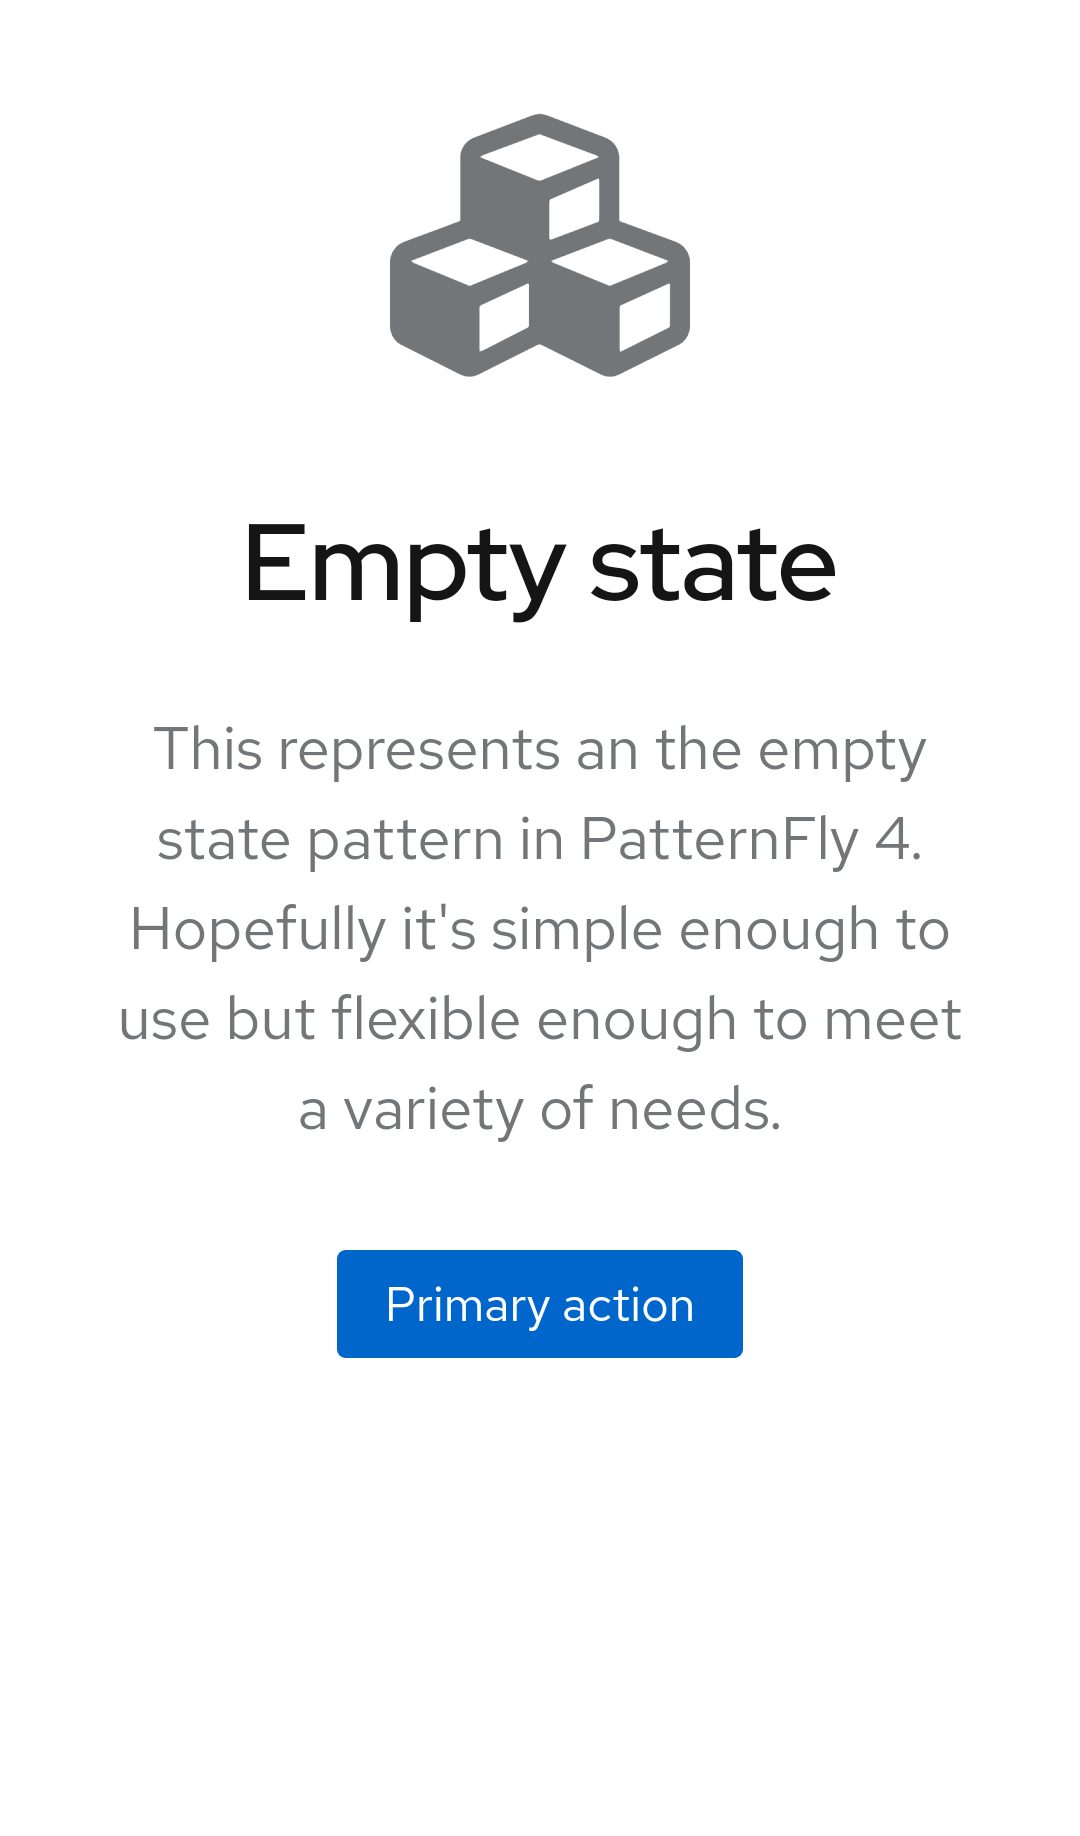 Empty state
This represents an the empty
state pattern in PatternFly 4.
Hopefully it's simple enough to
use but flexible enough to meet
a variety of needs.
Primary action